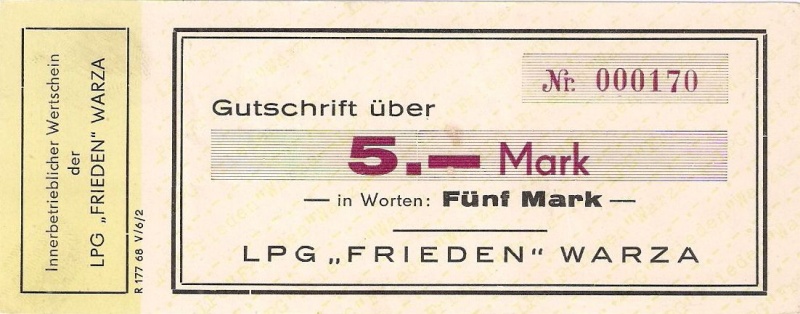 Innerbetrieblicher Wertschein
der
LPG „FRIEDEN“ WARZA
R 177 68 V/6/2
Nr. 000170
Gutschrift über
5.— Mark
— in Worten: Fünf Mark —
LPG „FRIEDEN“ WARZA